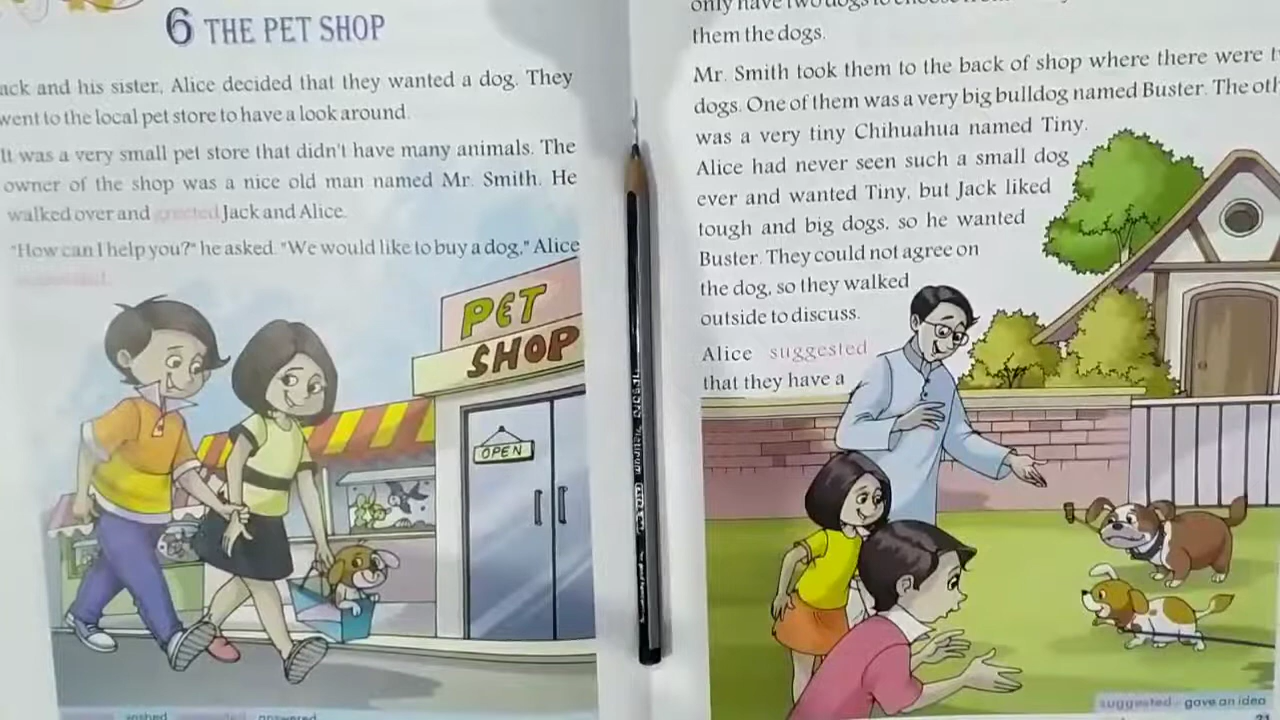 6 THE PET SHOP
ack and his sister, Alice decided that they wanted a dog. They
went to the local pet store to have a look around.
It was a very small pet store that didn't have many animals. The
owner of the shop was a nice old man named Mr. Smith. He
walked over and greeted Jack and Alice.
"How can I help you?" he asked. "We would like to buy a dog," Alice
PET
SHOP
OPEN
answered
only have two dogs to choose
them the dogs.
Mr. Smith took them to the back of shop where there were t
dogs. One of them was a very big bulldog named Buster. The oth
was a very tiny Chihuahua named Tiny.
Alice had never seen such a small dog
ever and wanted Tiny, but Jack liked
tough and big dogs, so he wanted
Buster. They could not agree on
the dog, so they walked
outside to discuss.
Alice suggested
that they have a
suggested - gave an idea